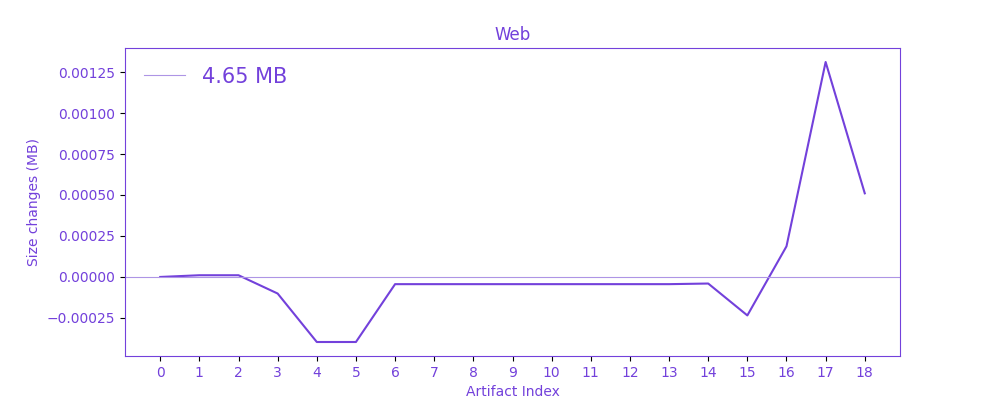 Web
4.65 MB
0.00125
0.00100
0.00075
0.00050
0.00025
0.00000
−0.00025
Size changes (MB)
0 1 2 3 4 5 6 7 8 9 10 11 12 13 14 15 16 17 18
Artifact Index